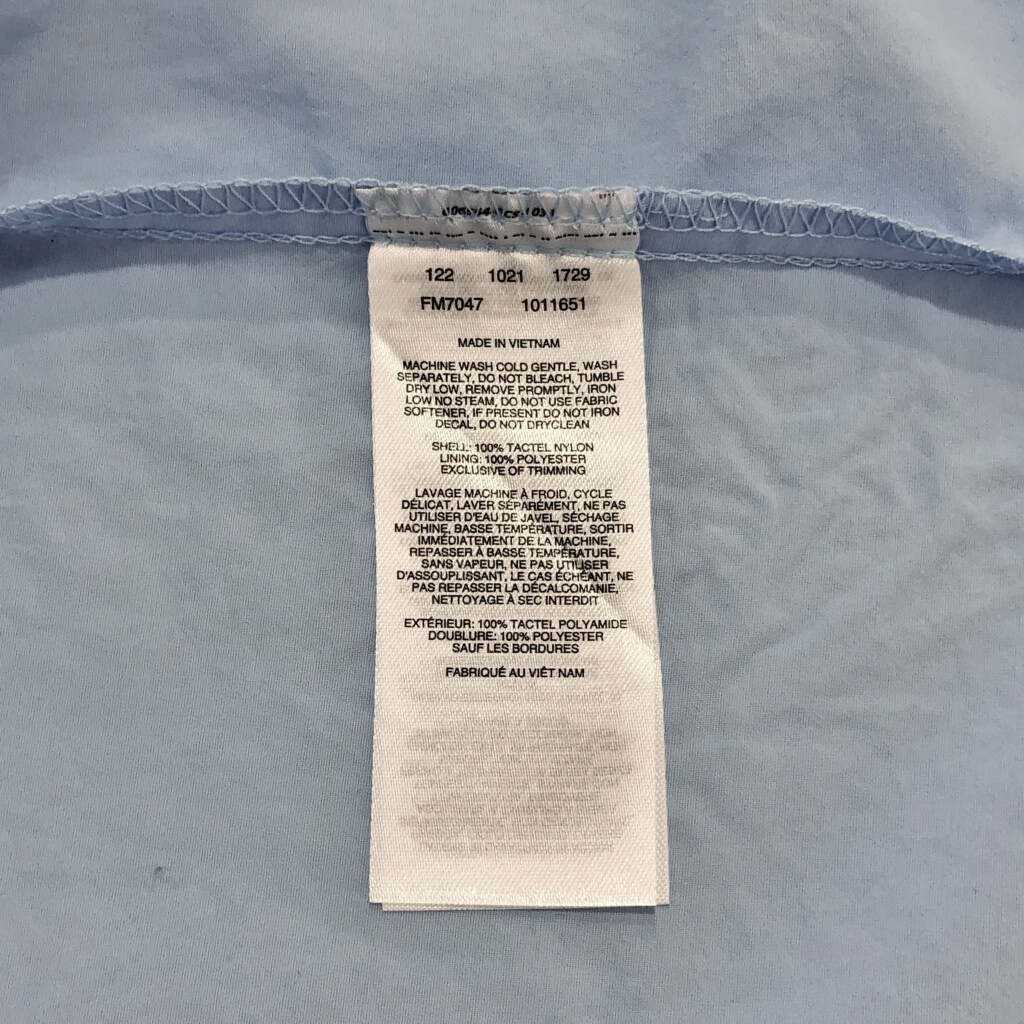 122 1021 1729
FM7047 1011651
MADE IN VIETNAM
MACHINE WASH COLD GENTLE, WASH
SEPARATELY, DO NOT BLEACH, TUMBLE
DRY LOW, REMOVE PROMPTLY, IRON
LOW NO STEAM, DO NOT USE FABRIC
SOFTENER, IF PRESENT DO NOT IRON
DECAL, DO NOT DRYCLEAN
SHELL: 100% TACTEL NYLON
LINING: 100% POLYESTER
EXCLUSIVE OF TRIMMING
LAVAGE MACHINE À FROID, CYCLE
DÉLICAT, LAVER SÉPARÉMENT, NE PAS
UTILISER D'EAU DE JAVEL, SÉCHAGE
MACHINE, BASSE TEMPÉRATURE, SORTIR
IMMÉDIATEMENT DE LA MACHINE,
REPASSER À BASSE TEMPÉRATURE,
SANS VAPEUR, NE PAS UTILISER
D'ASSOUPLISSANT, LE CAS ÉCHÉANT, NE
PAS REPASSER LA DÉCALCOMANIE,
NETTOYAGE À SEC INTERDIT
EXTÉRIEUR: 100% TACTEL POLYAMIDE
DOUBLURE: 100% POLYESTER
SAUF LES BORDURES
FABRIQUÉ AU VIÊT NAM